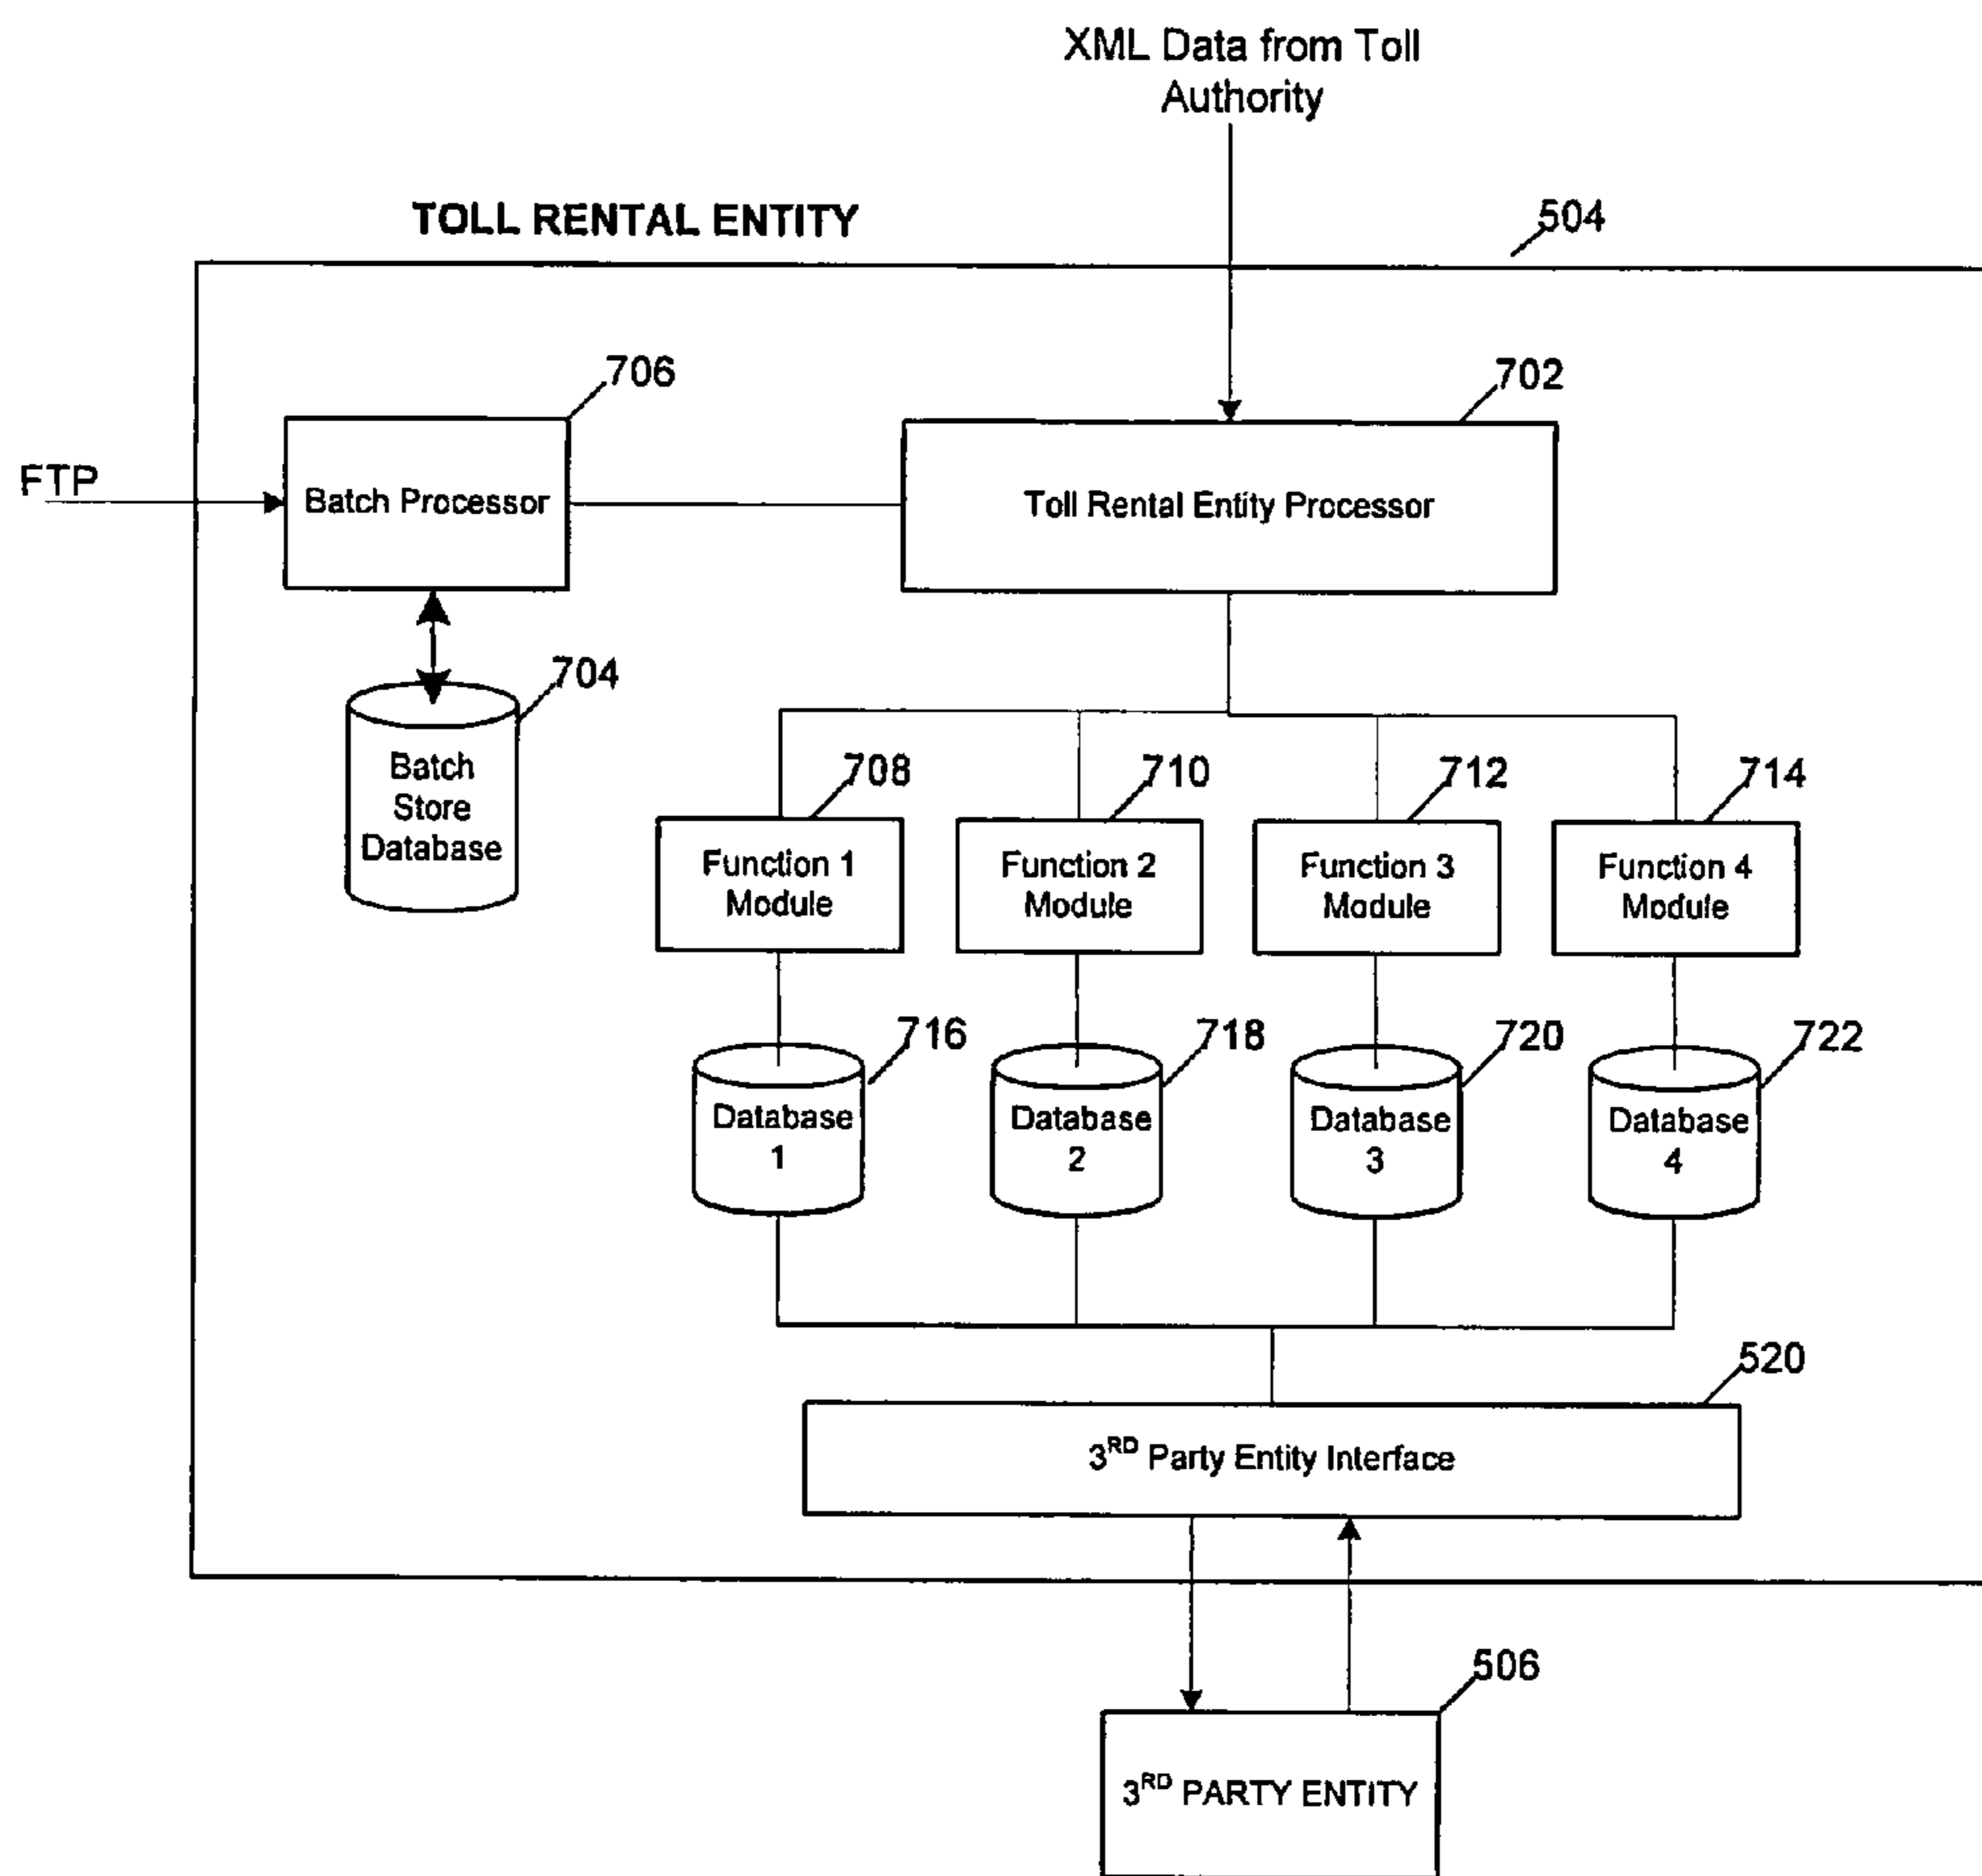 XML Data from Toll
Authority
TOLL RENTAL ENTITY
504
706
702
FTP
Batch Processor
Toll Rental Entity Processor
704
Batch
Store
Database
708
710
712
714
Function 1
Module
Function 2
Module
Function 3
Module
Function 4
Module
716
718
720
722
Database
1
Database
2
Database
3
Database
4
520
3RD Party Entity Interface
506
3RD PARTY ENTITY